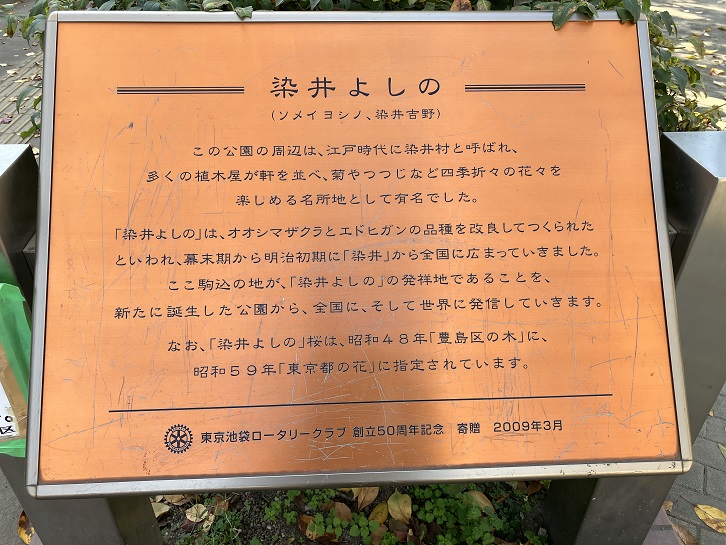 染井よしの
(ソメイヨシノ、染井吉野)
この公園の周辺は、江戸時代に染井村と呼ばれ、
多くの植木屋が軒を並べ、菊やつつじなど四季折々の花々を
楽しめる名所地として有名でした。
「染井よしの」は、オオシマザクラとエドヒガンの品種を改良してつくられた
といわれ、幕末期から明治初期に「染井」から全国に広まっていきました。
ここ駒込の地が、「染井よしの」の発祥地であることを、
新たに誕生した公園から、全国に、そして世界に発信していきます。
なお、「染井よしの」桜は、昭和48年「豊島区の木」に、
昭和59年「東京都の花」に指定されています。
東京池袋ロータリークラブ 創立50周年記念 寄贈 2009年3月
区